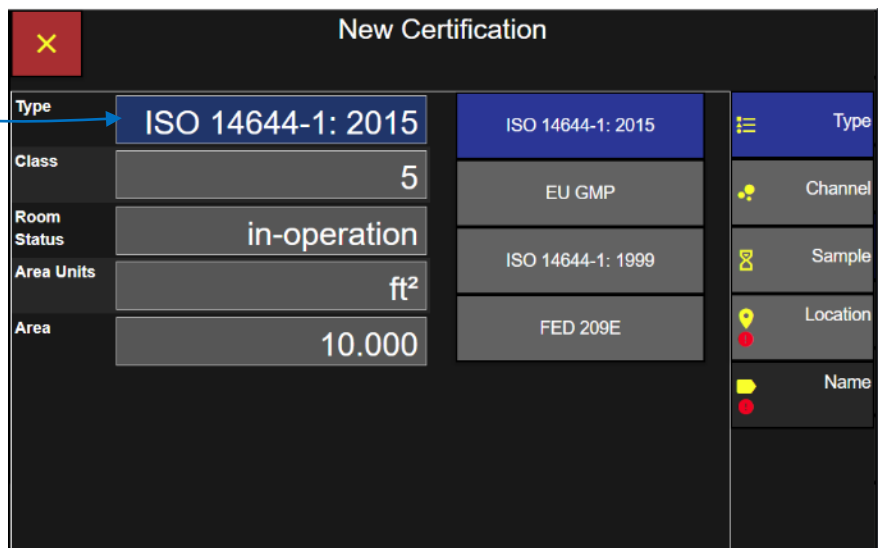 New Certification
Type
ISO 14644-1: 2015
Class
5
Room
Status
in-operation
Area Units
ft²
Area
10.000
ISO 14644-1: 2015
EU GMP
ISO 14644-1: 1999
FED 209E
Type
Channel
Sample
Location
Name